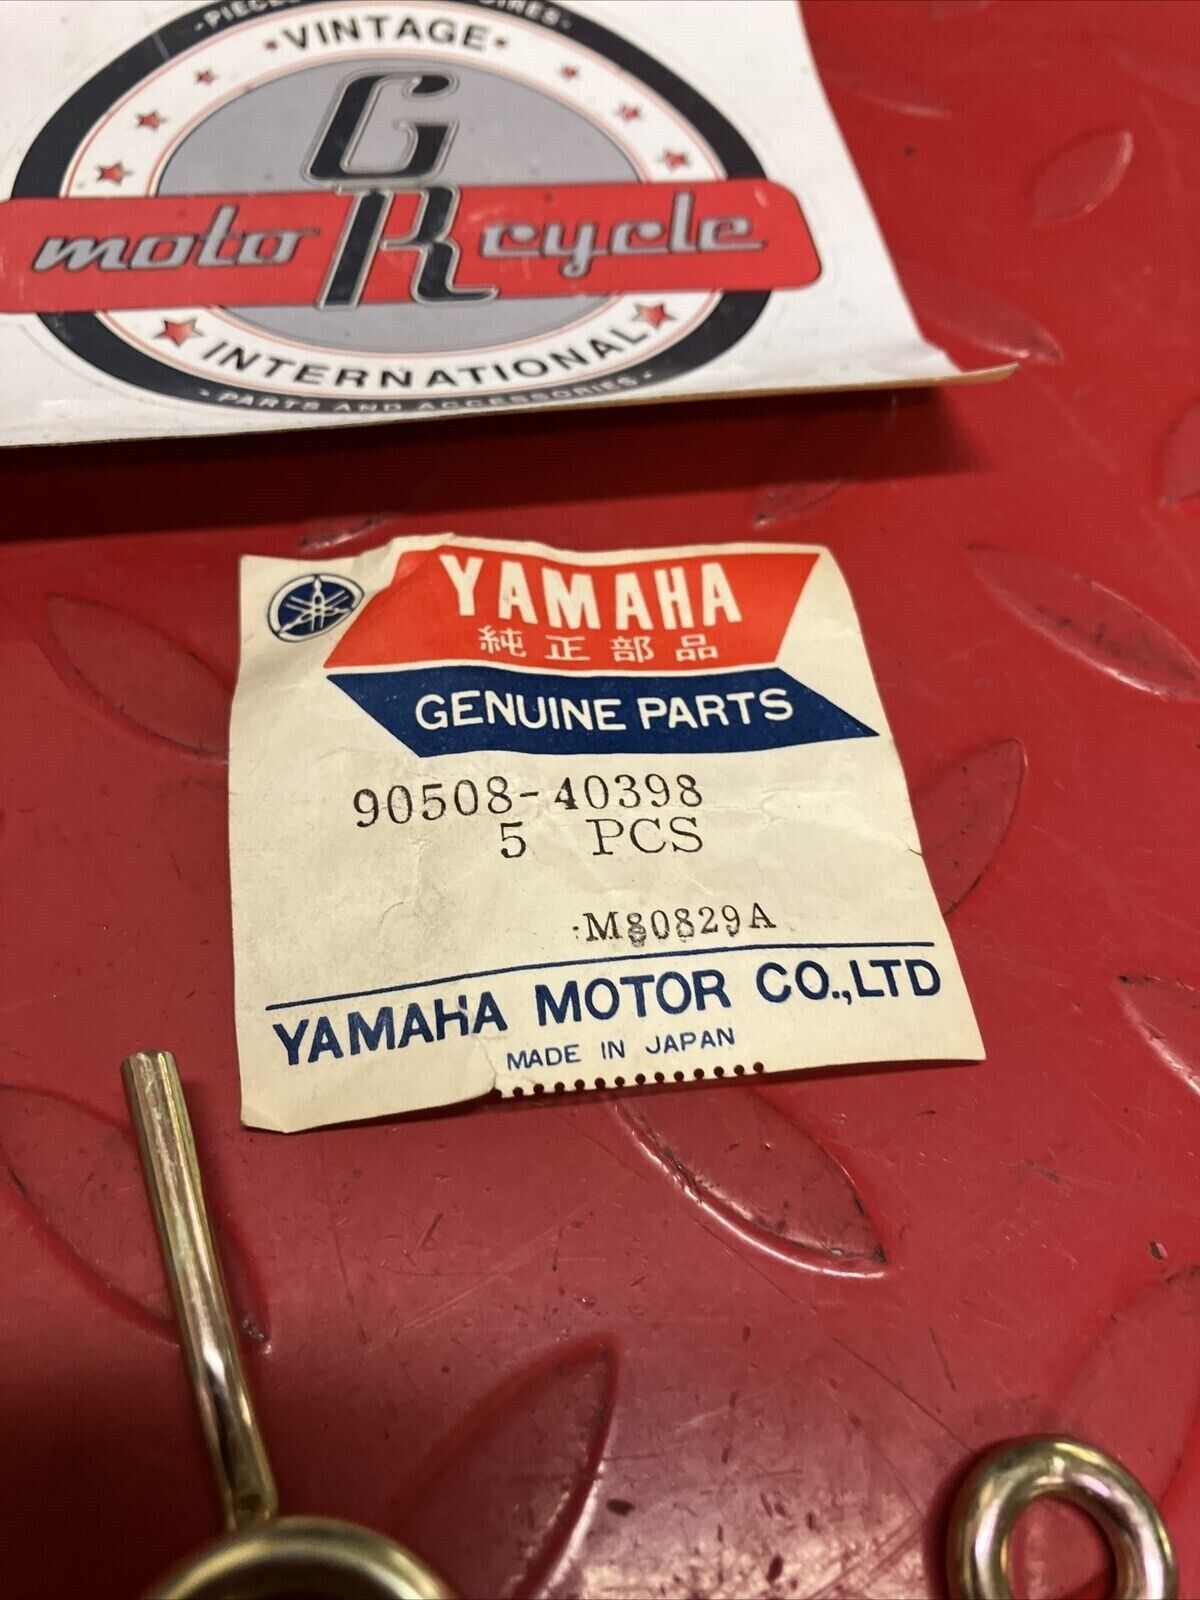 VINTAGE
GR
moto cycle
INTERNATIONAL
PARTS AND ACCESSORIES
YAMAHA
純正部品
GENUINE PARTS
90508-40398
5 PCS
M80829A
YAMAHA MOTOR CO.,LTD
MADE IN JAPAN